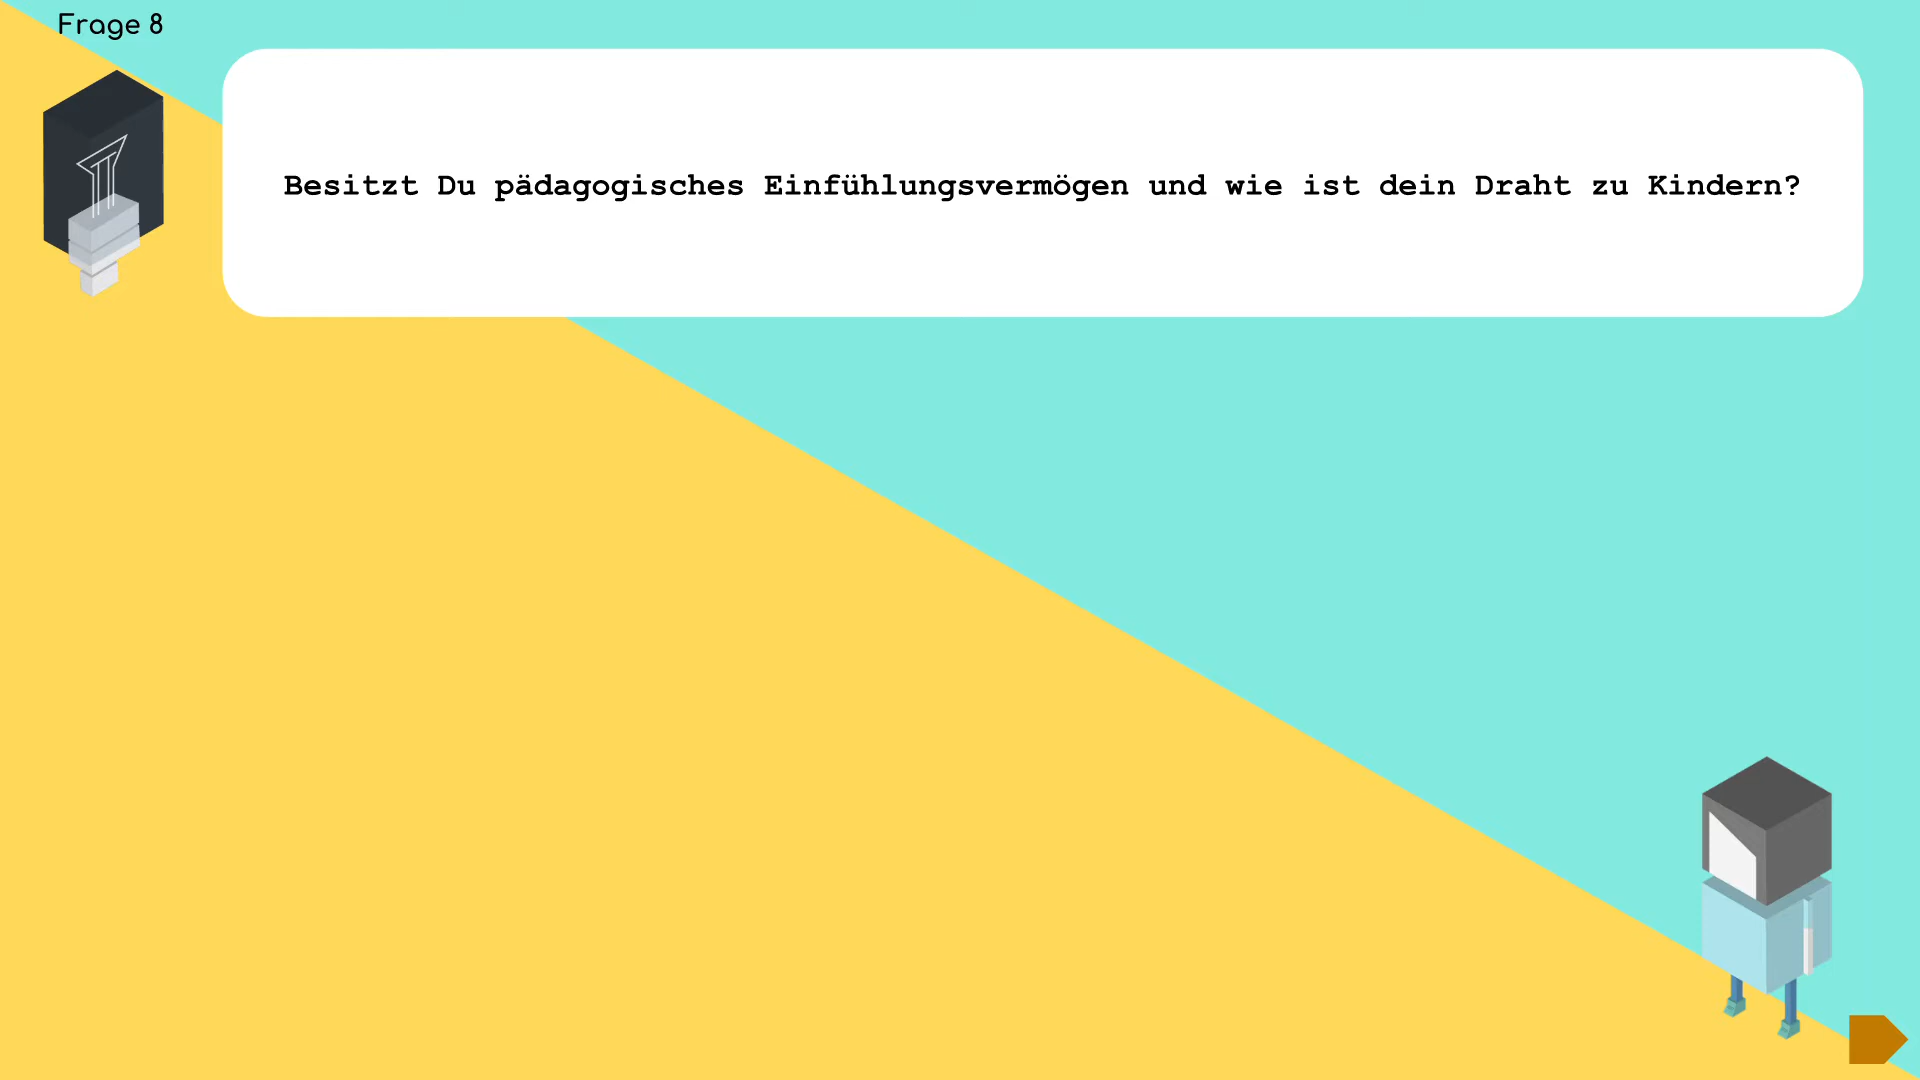 Frage 8
Besitzt Du pädagogisches Einfühlungsvermögen und wie ist dein Draht zu Kindern?